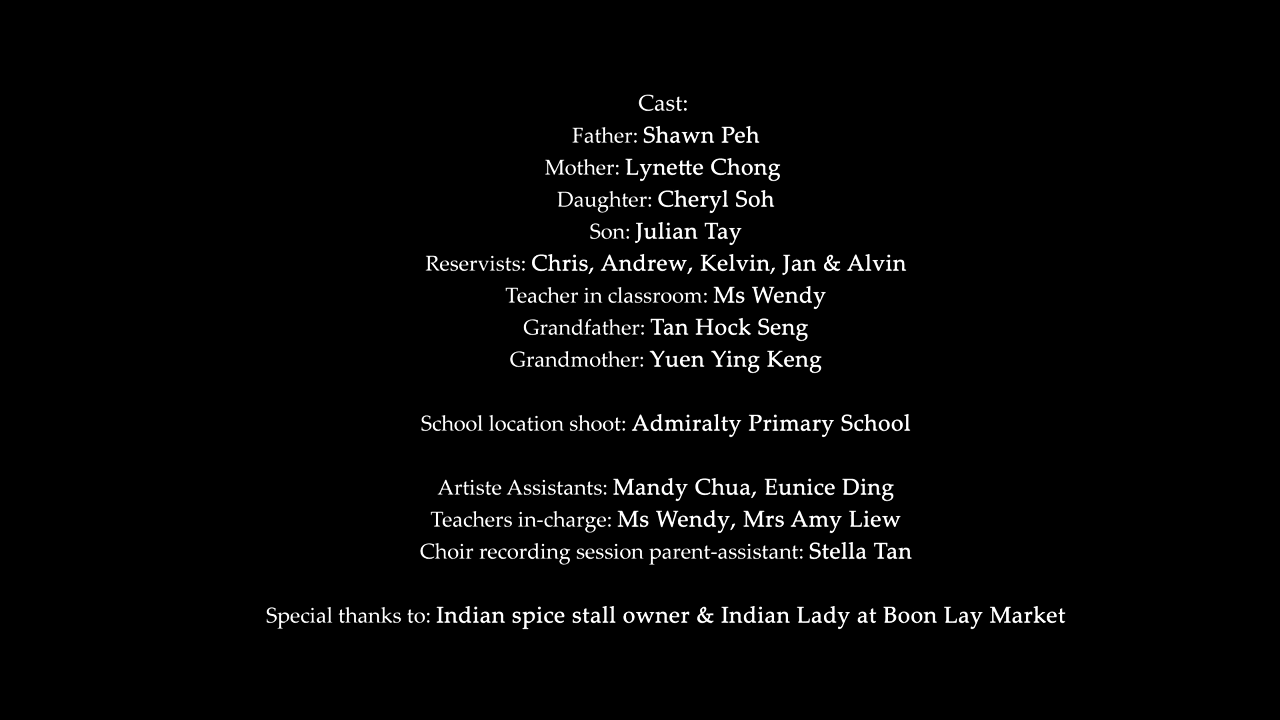 Cast:
Father: Shawn Peh
Mother: Lynette Chong
Daughter: Cheryl Soh
Son: Julian Tay
Reservists: Chris, Andrew, Kelvin, Jan & Alvin
Teacher in classroom: Ms Wendy
Grandfather: Tan Hock Seng
Grandmother: Yuen Ying Keng
School location shoot: Admiralty Primary School
Artiste Assistants: Mandy Chua, Eunice Ding
Teachers in-charge: Ms Wendy, Mrs Amy Liew
Choir recording session parent-assistant: Stella Tan
Special thanks to: Indian spice stall owner & Indian Lady at Boon Lay Market